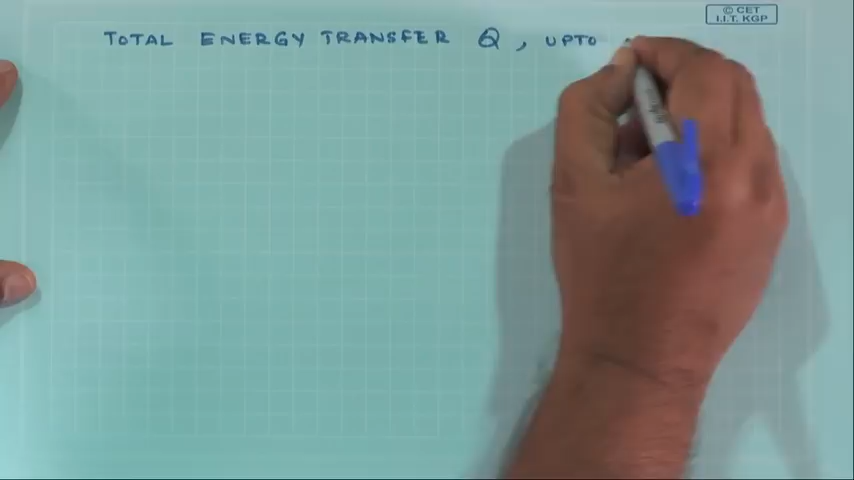 © CET
I.I.T. KGP
TOTAL ENERGY TRANSFER Q, UPTO